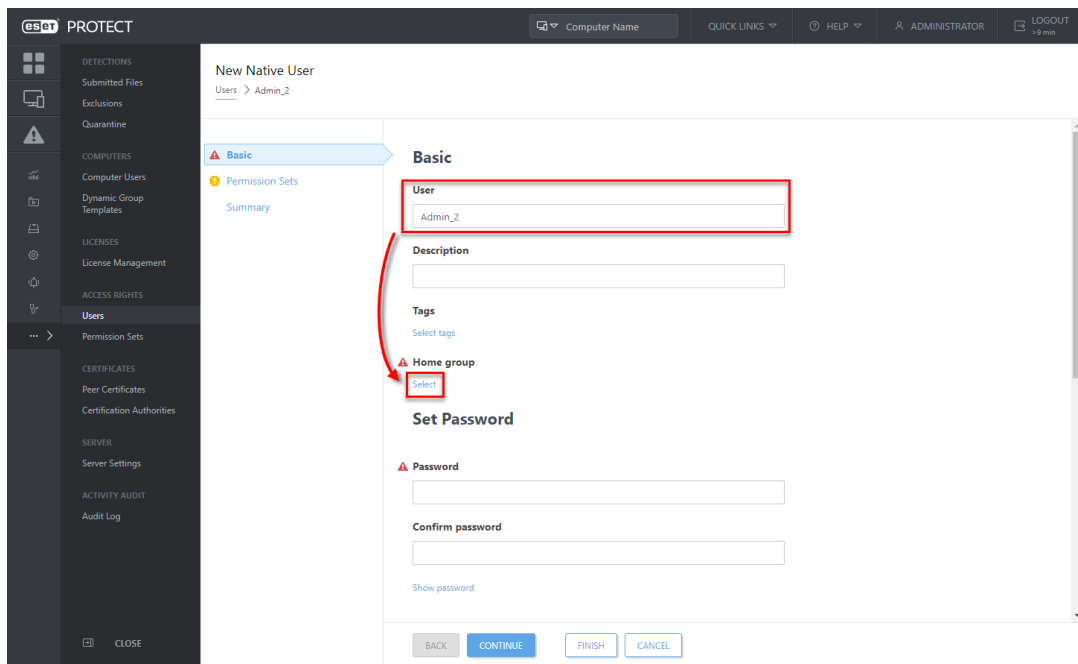 eset PROTECT
Computer Name
QUICK LINKS
HELP
ADMINISTRATOR
LOGOUT
>9 min
DETECTIONS
Submitted Files
Exclusions
Quarantine
COMPUTERS
Computer Users
Dynamic Group
Templates
LICENSES
License Management
ACCESS RIGHTS
Users
Permission Sets
CERTIFICATES
Peer Certificates
Certification Authorities
SERVER
Server Settings
ACTIVITY AUDIT
Audit Log
CLOSE
New Native User
Users > Admin_2
Basic
Permission Sets
Summary
Basic
User
Admin_2
Description
Tags
Select tags
Home group
Select
Set Password
Password
Confirm password
Show password
BACK
CONTINUE
FINISH
CANCEL